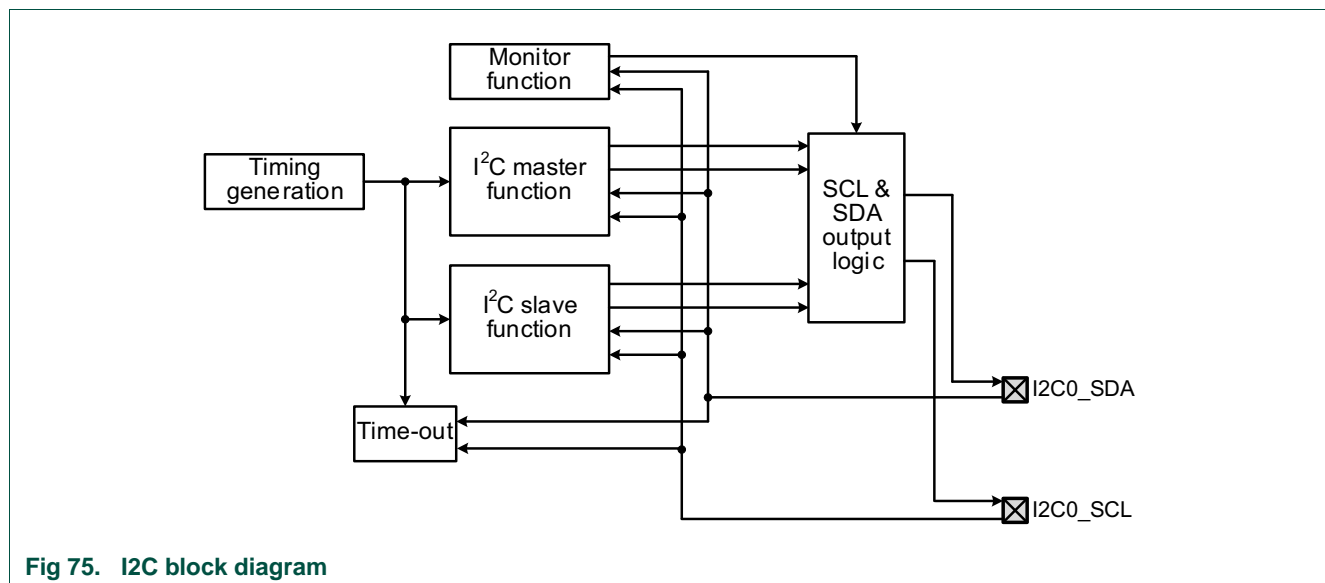 Monitor
function
Timing
generation
I²C master
function
SCL &
SDA
output
logic
I²C slave
function
I2C0_SDA
Time-out
I2C0_SCL
Fig 75. I2C block diagram